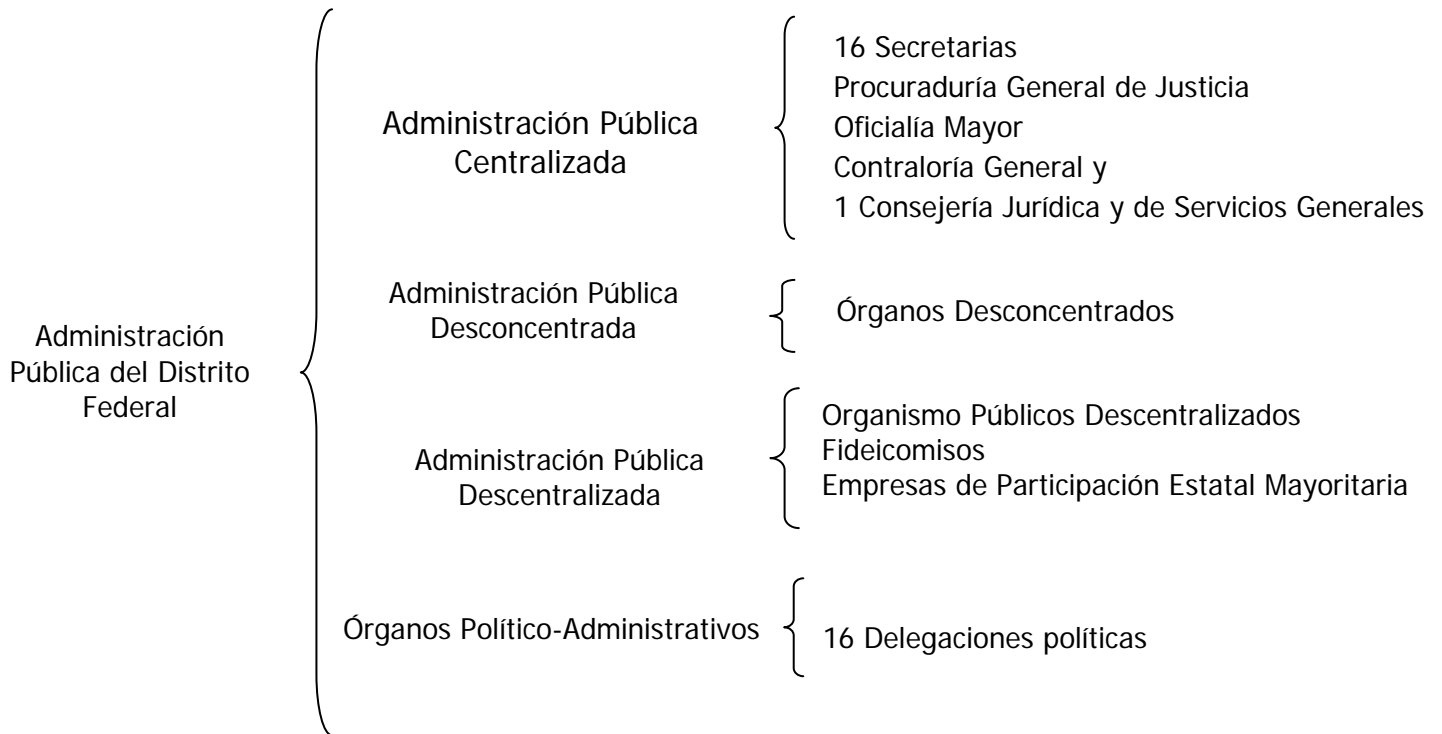 Administración
Pública del Distrito
Federal
Administración Pública
Centralizada
16 Secretarias
Procuraduría General de Justicia
Oficialía Mayor
Contraloría General y
1 Consejería Jurídica y de Servicios Generales
Administración Pública
Desconcentrada
Órganos Desconcentrados
Administración Pública
Descentralizada
Organismo Públicos Descentralizados
Fideicomisos
Empresas de Participación Estatal Mayoritaria
Órganos Político-Administrativos
16 Delegaciones políticas